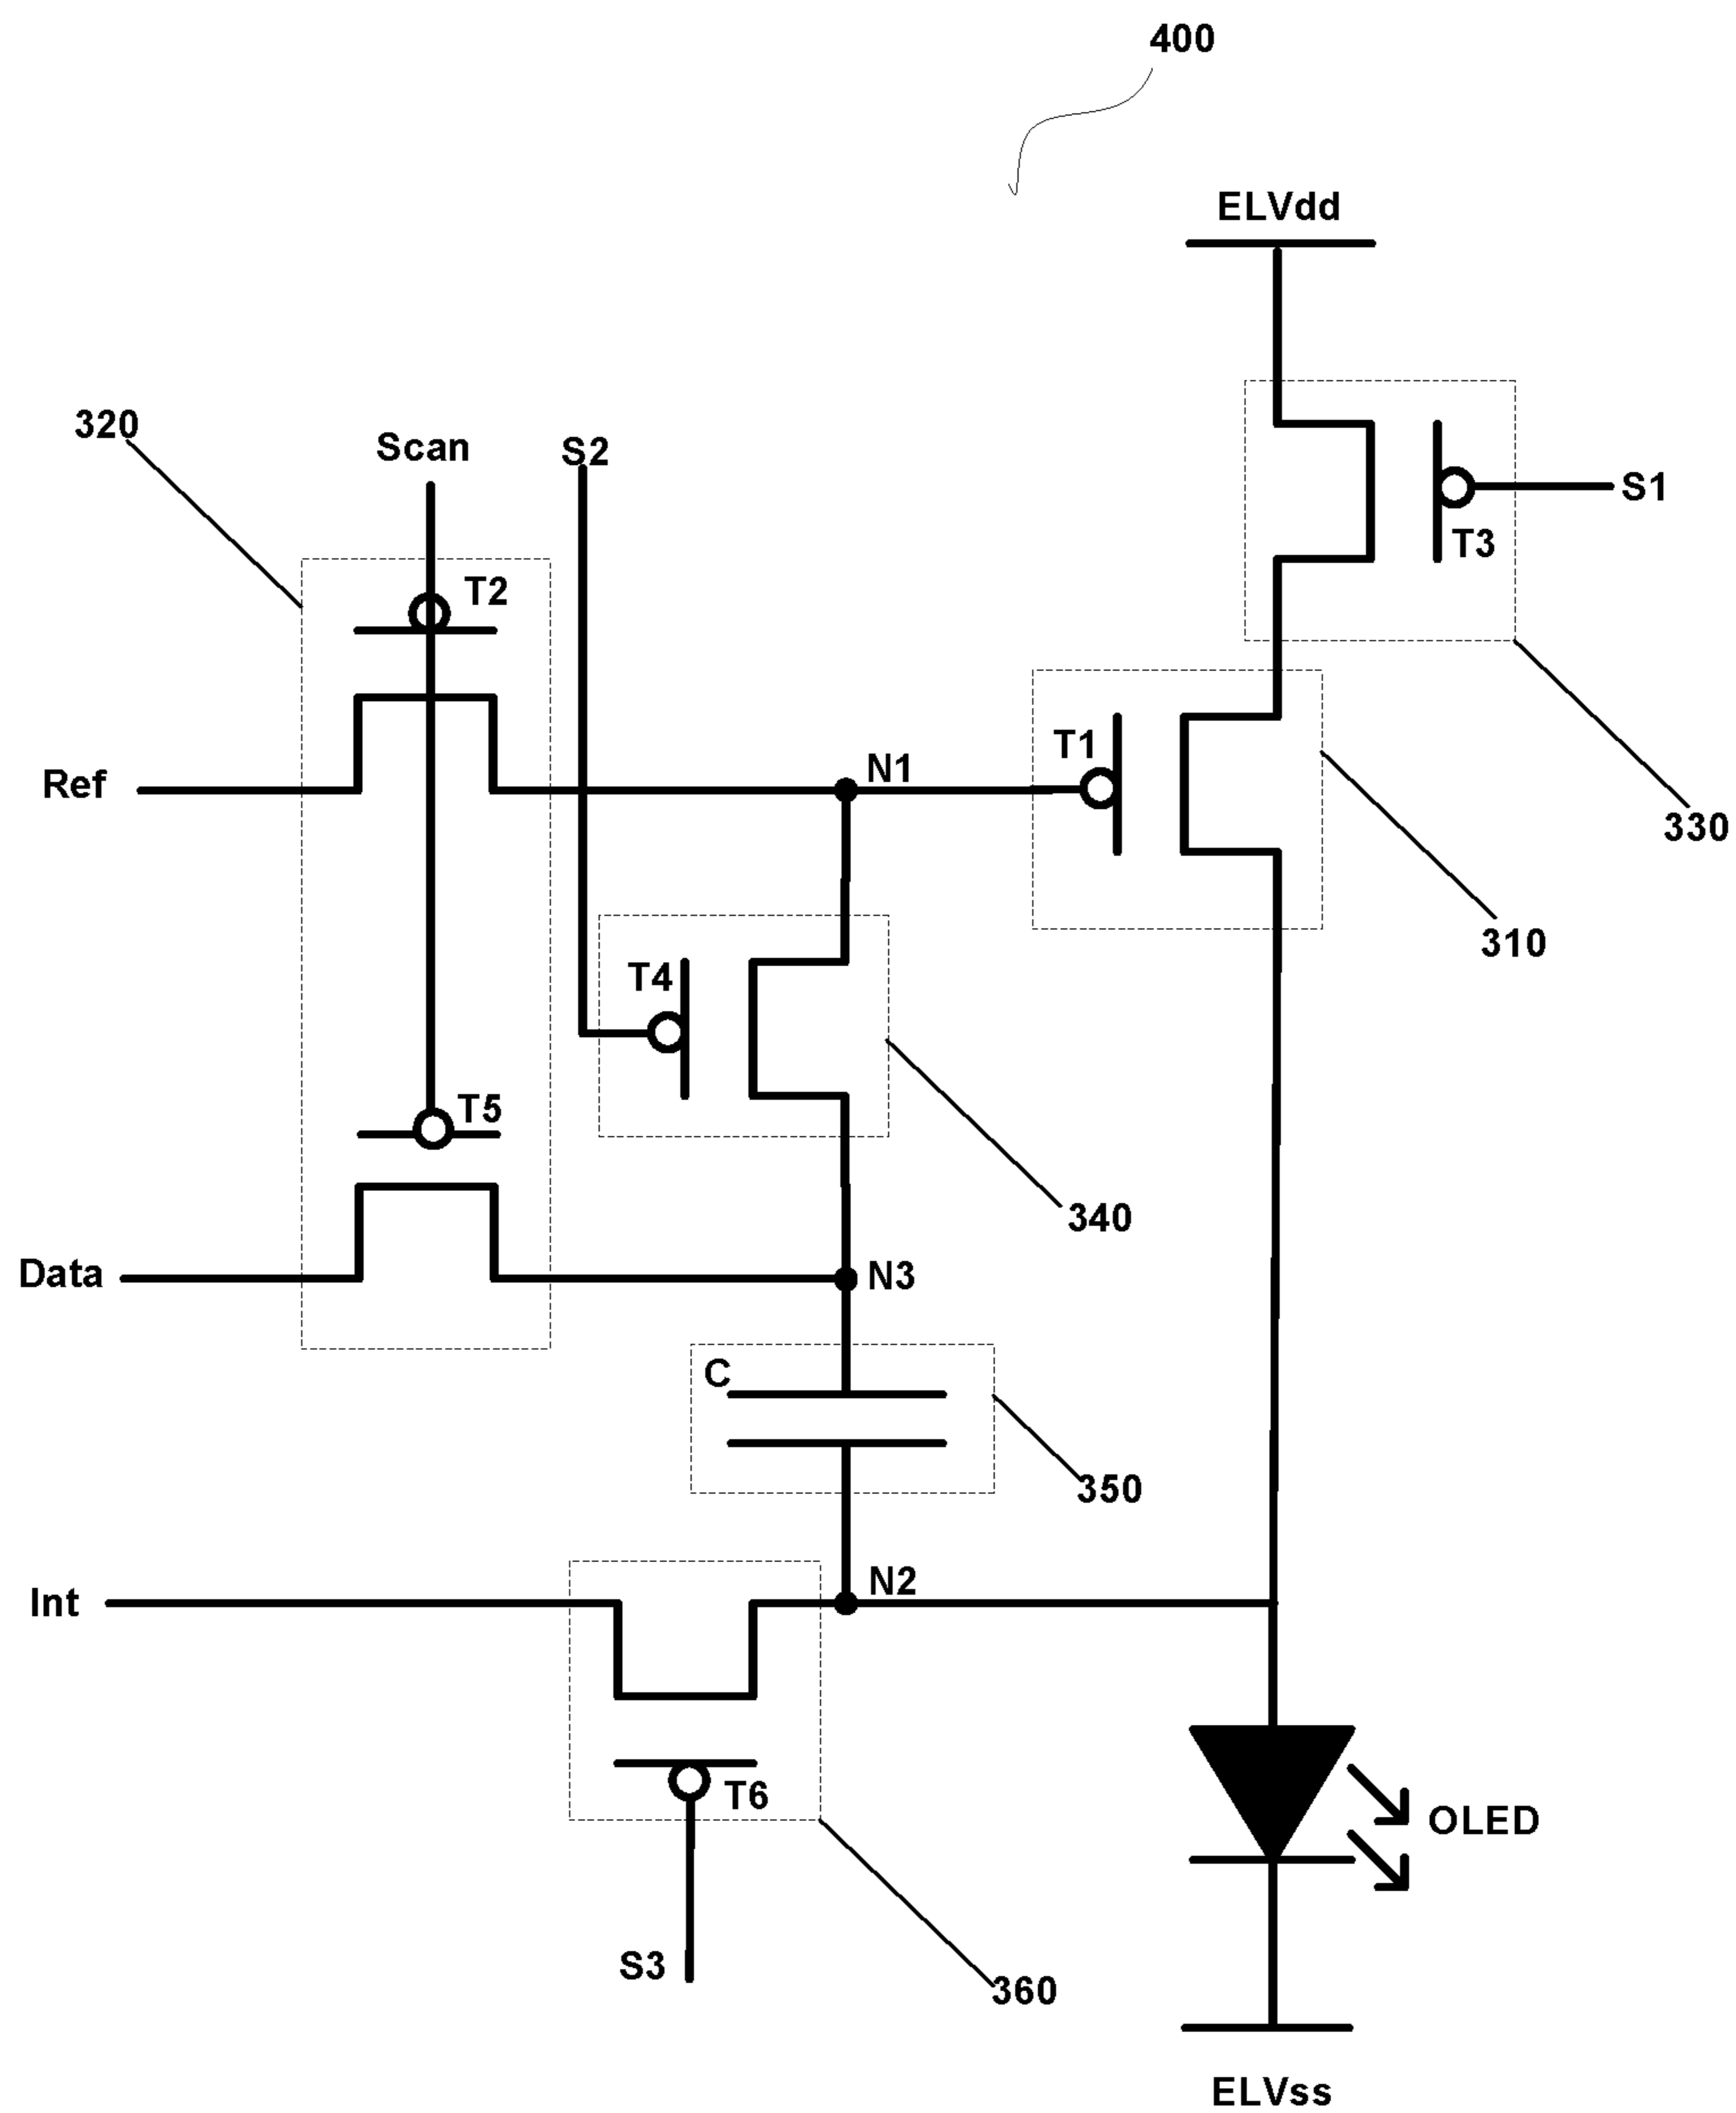 400
ELVdd
320
Scan
S2
S1
T3
T2
T1
N1
Ref
330
310
T4
T5
340
Data
N3
C
350
N2
Int
T6
OLED
S3
360
ELVss